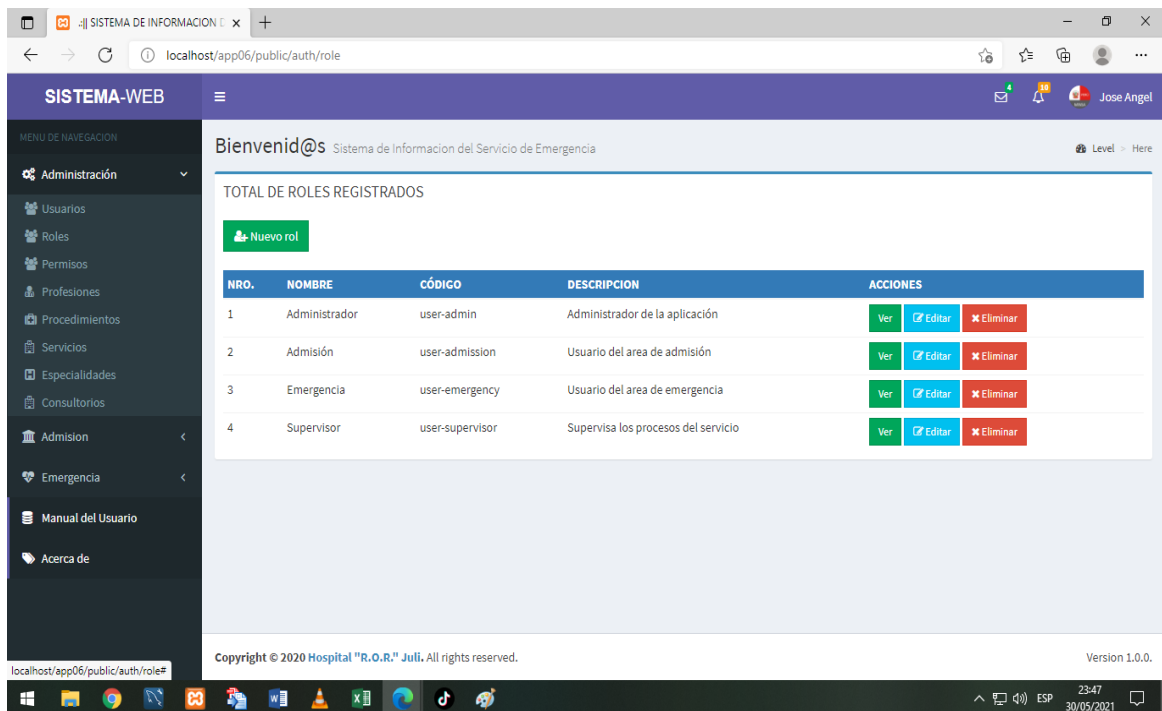 .:|| SISTEMA DE INFORMACION D
localhost/app06/public/auth/role
SISTEMA-WEB
4
10
Jose Angel
MENU DE NAVEGACION
Administración
Usuarios
Roles
Permisos
Profesiones
Procedimientos
Servicios
Especialidades
Consultorios
Admision
Emergencia
Manual del Usuario
Acerca de
Bienvenid@s Sistema de Informacion del Servicio de Emergencia
Level > Here
TOTAL DE ROLES REGISTRADOS
Nuevo rol
NRO. NOMBRE CÓDIGO DESCRIPCION ACCIONES
1 Administrador user-admin Administrador de la aplicación Ver Editar Eliminar
2 Admisión user-admission Usuario del area de admisión Ver Editar Eliminar
3 Emergencia user-emergency Usuario del area de emergencia Ver Editar Eliminar
4 Supervisor user-supervisor Supervisa los procesos del servicio Ver Editar Eliminar
Copyright © 2020 Hospital "R.O.R." Juli. All rights reserved.
Version 1.0.0.
localhost/app06/public/auth/role#
ESP
23:47
30/05/2021